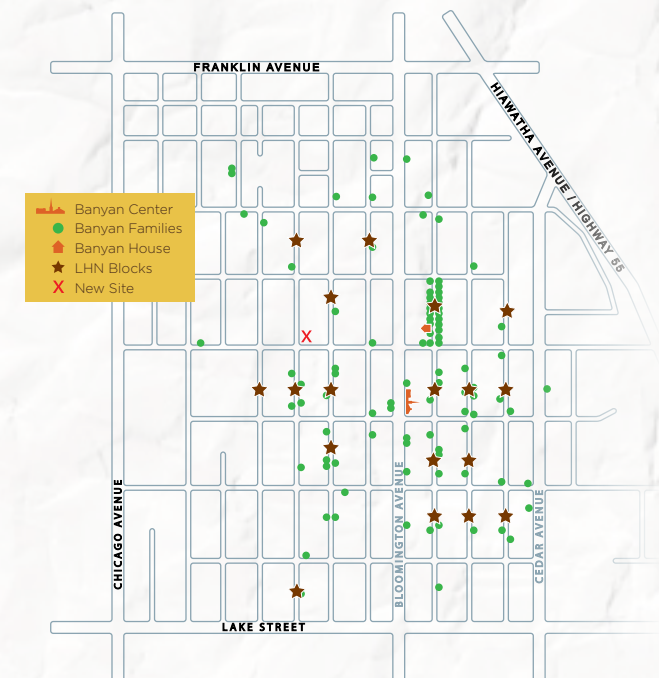 FRANKLIN AVENUE
HIAWATHA AVENUE / HIGHWAY 55
Banyan Center
Banyan Families
Banyan House
LHN Blocks
X New Site
X
CHICAGO AVENUE
BLOOMINGTON AVENUE
CEDAR AVENUE
LAKE STREET